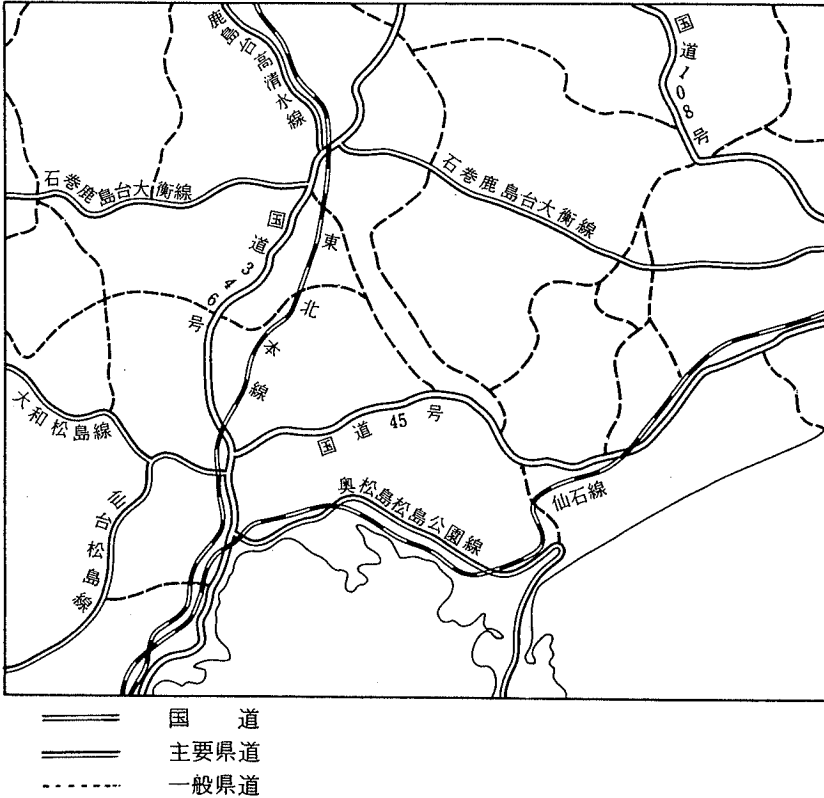 鹿島台高清水線
国道108号
石巻鹿島台大衡線
石巻鹿島台大衡線
国道346号
東北本線
大和松島線
国道45号
仙台松島線
奥松島松島公園線
仙石線
国道
主要県道
一般県道